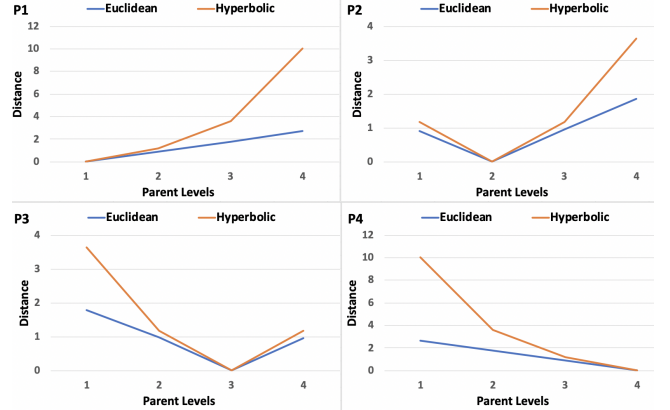 P1
Euclidean Hyperbolic
12
10
8
6
4
2
0
Distance
1 2 3 4
Parent Levels
P2
Euclidean Hyperbolic
4
3
2
1
0
Distance
1 2 3 4
Parent Levels
P3
Euclidean Hyperbolic
4
3
2
1
0
Distance
1 2 3 4
Parent Levels
P4
Euclidean Hyperbolic
12
10
8
6
4
2
0
Distance
1 2 3 4
Parent Levels